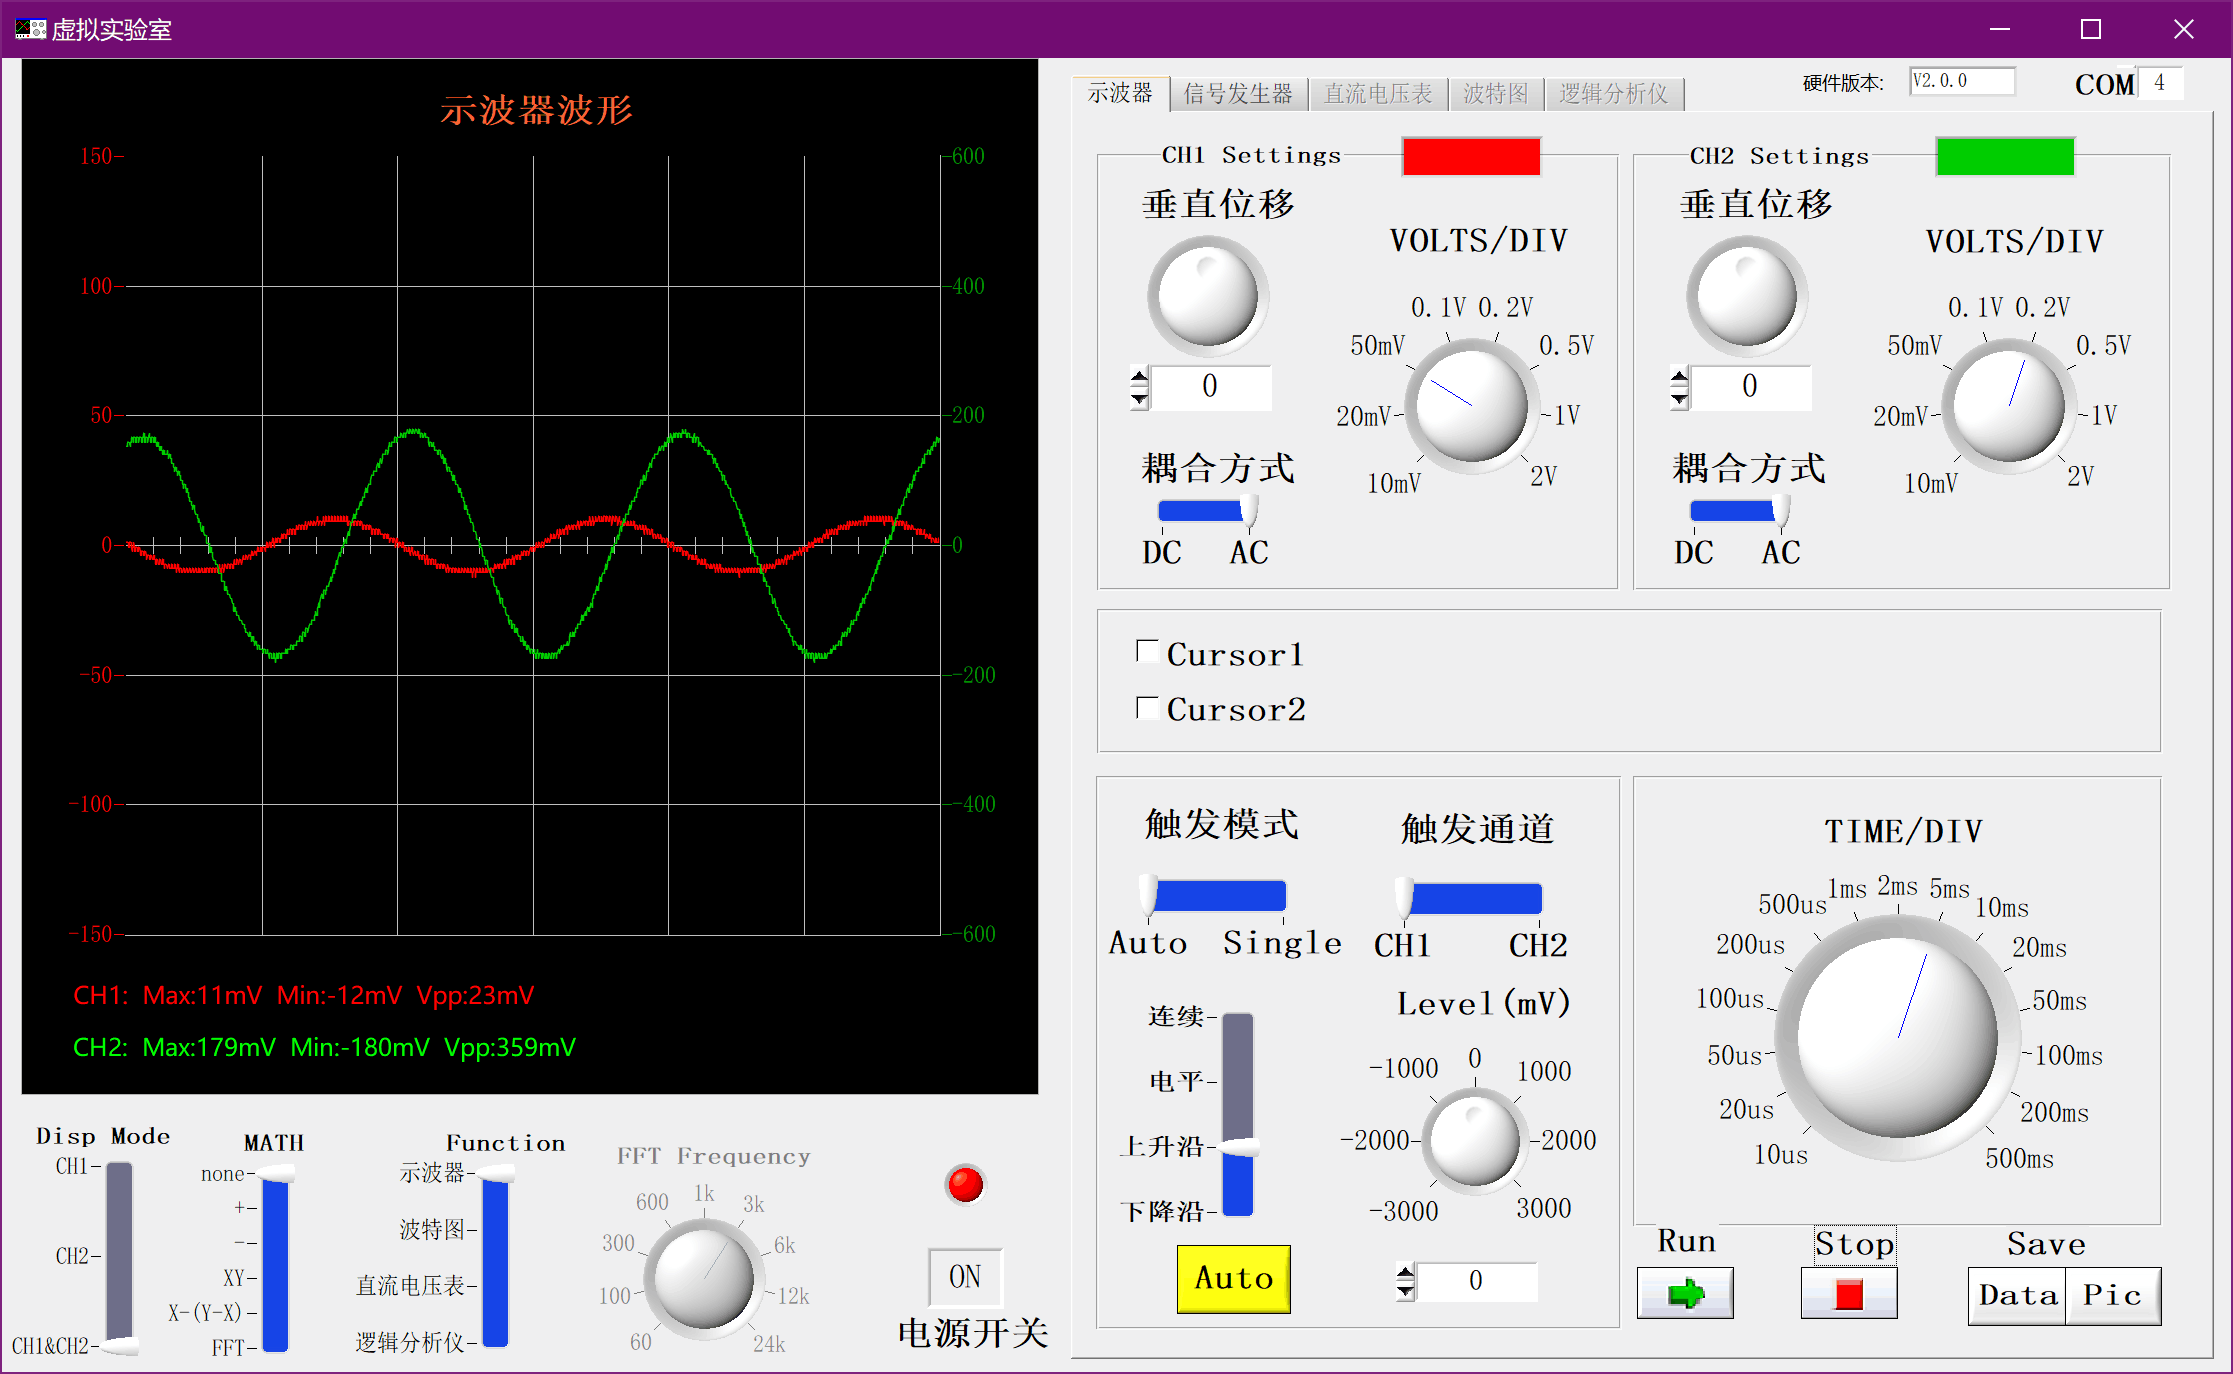 虚拟实验室
示波器波形
150
100
50
0
-50
-100
-150
600
400
200
0
-200
-400
-600
CH1: Max:11mV Min:-12mV Vpp:23mV
CH2: Max:179mV Min:-180mV Vpp:359mV
Disp Mode
CH1
CH2
CH1&CH2
MATH
none
+
-
XY
X-(Y-X)
FFT
Function
示波器
波特图
直流电压表
逻辑分析仪
FFT Frequency
60
100
300
600
1k
3k
6k
12k
24k
ON
电源开关
示波器 信号发生器 直流电压表 波特图 逻辑分析仪
硬件版本: V2.0.0
COM 4
CH1 Settings
垂直位移
0
耦合方式
DC AC
VOLTS/DIV
10mV
20mV
50mV
0.1V
0.2V
0.5V
1V
2V
CH2 Settings
垂直位移
0
耦合方式
DC AC
VOLTS/DIV
10mV
20mV
50mV
0.1V
0.2V
0.5V
1V
2V
Cursor1
Cursor2
触发模式
Auto Single
连续
电平
上升沿
下降沿
Auto
触发通道
CH1 CH2
Level(mV)
-3000
-2000
-1000
0
1000
2000
3000
0
TIME/DIV
10us
20us
50us
100us
200us
500us
1ms
2ms
5ms
10ms
20ms
50ms
100ms
200ms
500ms
Run
Stop
Save
Data Pic